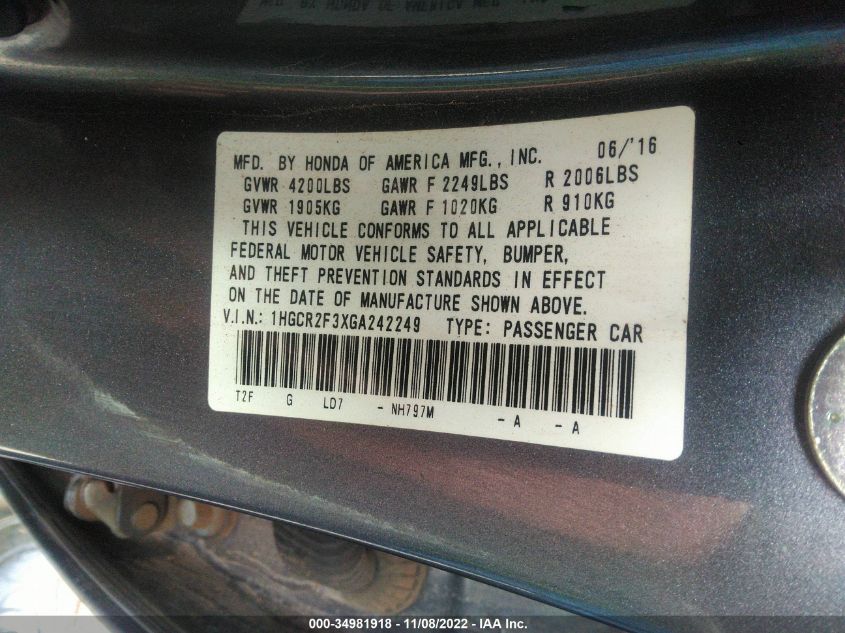 MFD. BY HONDA OF AMERICA MFG., INC. 06/'16
GVWR 4200LBS GAWR F 2249LBS R 2006LBS
GVWR 1905KG GAWR F 1020KG R 910KG
THIS VEHICLE CONFORMS TO ALL APPLICABLE
FEDERAL MOTOR VEHICLE SAFETY, BUMPER,
AND THEFT PREVENTION STANDARDS IN EFFECT
ON THE DATE OF MANUFACTURE SHOWN ABOVE.
V.I.N.: 1HGCR2F3XGA242249 TYPE: PASSENGER CAR
T2F G LD7 - NH797M - A - A
000-34981918 - 11/08/2022 - IAA Inc.